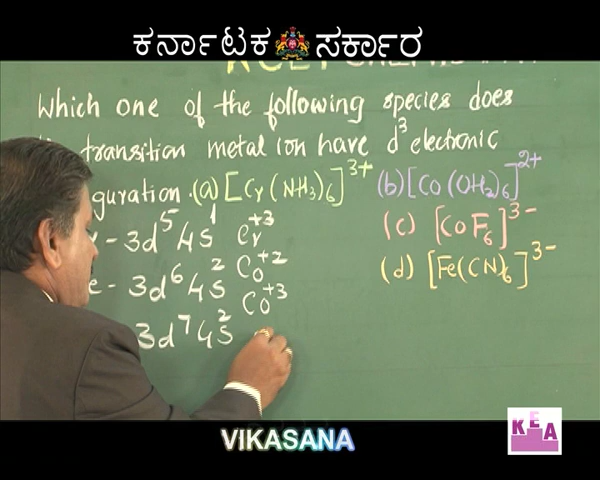 ಕರ್ನಾಟಕ ಸರ್ಕಾರ
Which one of the following species does
transition metal ion have d³ electronic
guration . (a) [Cr(NH₃)₆]³⁺ (b) [Co(OH₂)₆]²⁺
(c) [CoF₆]³⁻
(d) [Fe(CN)₆]³⁻
- 3d⁵ 4s¹ Cr⁺³
e - 3d⁶ 4s² Co⁺²
3d⁷ 4s² Co⁺³
KEA
VIKASANA